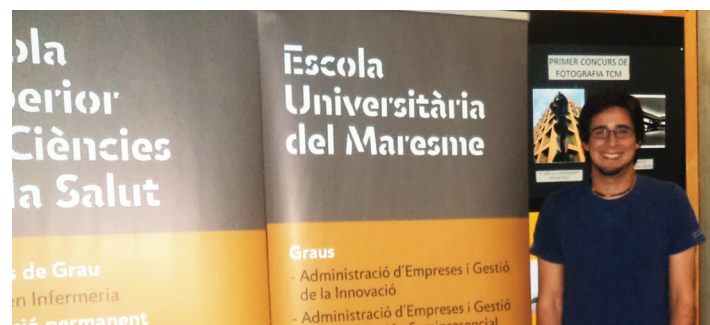 ola
perior
Ciències
la Salut
s de Grau
en Infermeria
ió permanent
Escola
Universitària
del Maresme
Graus
- Administració d'Empreses i Gestió
de la Innovació
- Administració d'Empreses i Gestió
PRIMER CONCURS DE
FOTOGRAFIA TCM